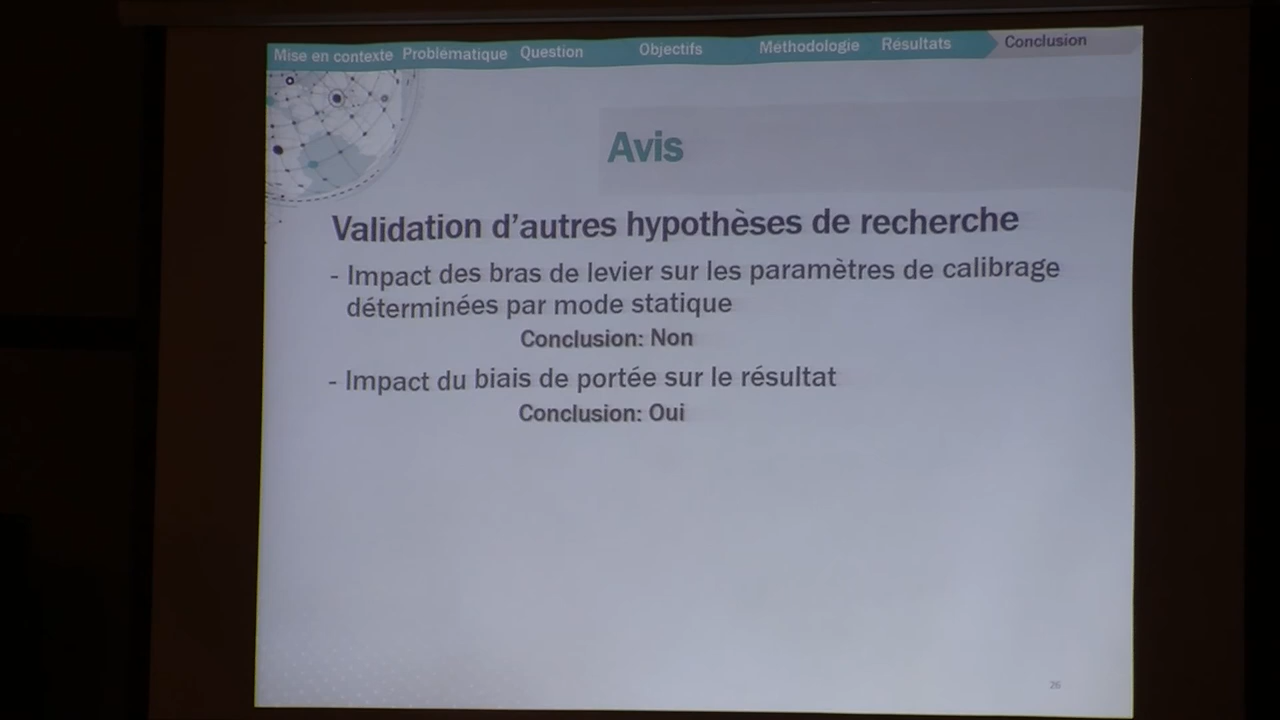 Mise en contexte Problématique Question Objectifs Méthodologie Résultats Conclusion
Avis
Validation d'autres hypothèses de recherche
- Impact des bras de levier sur les paramètres de calibrage
déterminées par mode statique
Conclusion: Non
- Impact du biais de portée sur le résultat
Conclusion: Oui
26